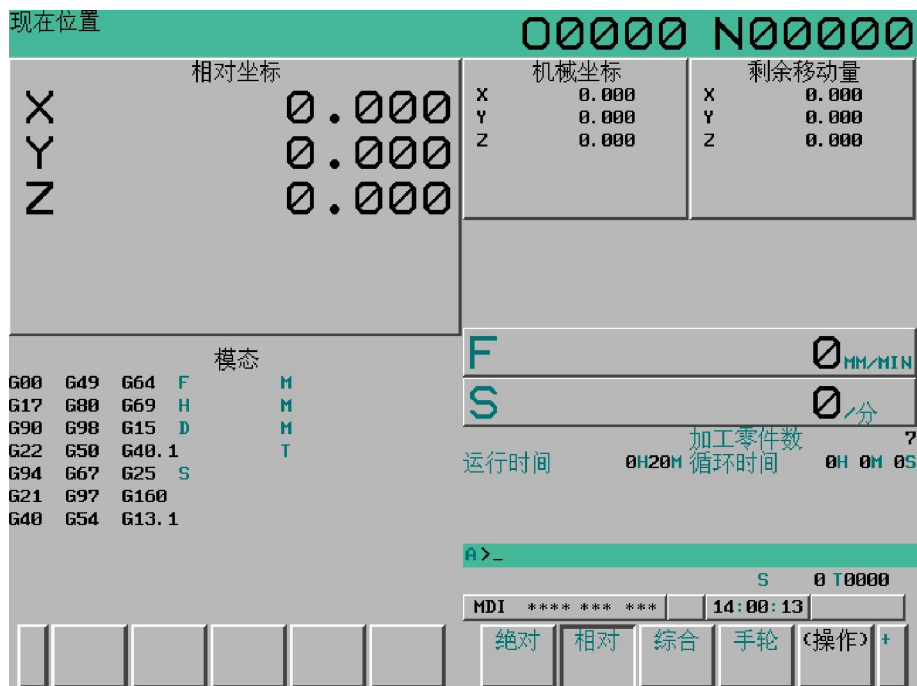 现在位置
O0000 N00000
相对坐标
X 0.000
Y 0.000
Z 0.000
机械坐标
X 0.000
Y 0.000
Z 0.000
剩余移动量
X 0.000
Y 0.000
Z 0.000
模态
G00 G49 G64 F M
G17 G80 G69 H M
G90 G98 G15 D M
G22 G50 G40.1 T
G94 G67 G25 S
G21 G97 G160
G40 G54 G13.1
F 0 MM/MIN
S 0 /分
加工零件数 7
运行时间 0H20M 循环时间 0H 0M 0S
A>_
S 0 T0000
MDI **** *** *** 14:00:13
绝对 相对 综合 手轮 (操作) +